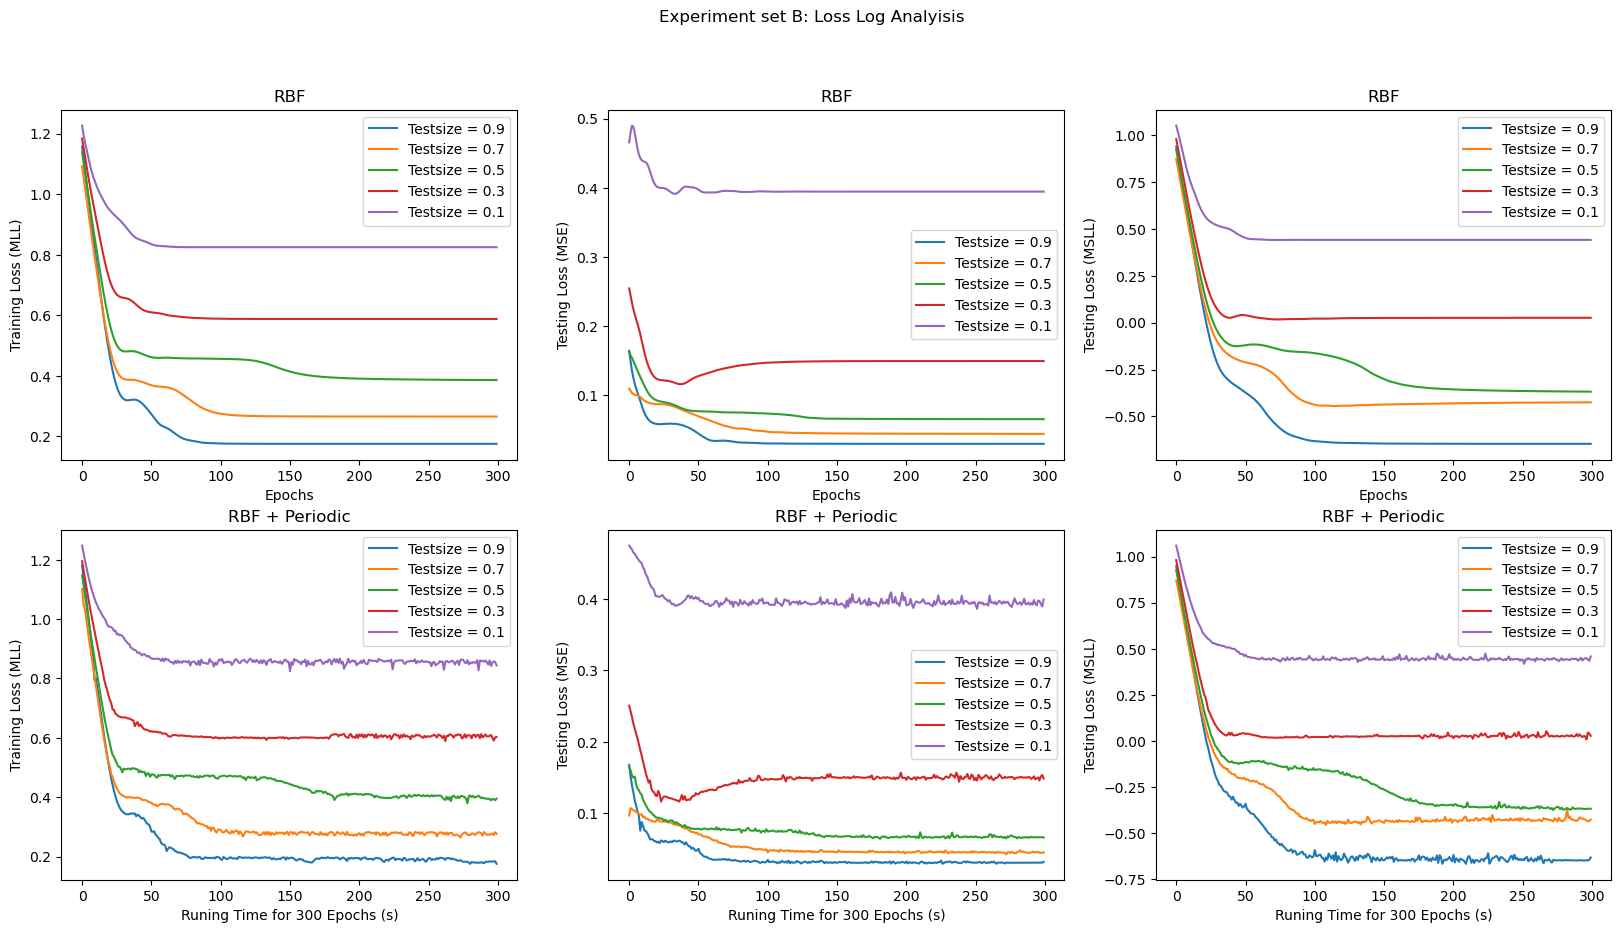 Experiment set B: Loss Log Analyisis
RBF
Training Loss (MLL)
1.2
1.0
0.8
0.6
0.4
0.2
0 50 100 150 200 250 300
Epochs
Testsize = 0.9
Testsize = 0.7
Testsize = 0.5
Testsize = 0.3
Testsize = 0.1
RBF
Testing Loss (MSE)
0.5
0.4
0.3
0.2
0.1
0 50 100 150 200 250 300
Epochs
Testsize = 0.9
Testsize = 0.7
Testsize = 0.5
Testsize = 0.3
Testsize = 0.1
RBF
Testing Loss (MSLL)
1.00
0.75
0.50
0.25
0.00
−0.25
−0.50
0 50 100 150 200 250 300
Epochs
Testsize = 0.9
Testsize = 0.7
Testsize = 0.5
Testsize = 0.3
Testsize = 0.1
RBF + Periodic
Training Loss (MLL)
1.2
1.0
0.8
0.6
0.4
0.2
0 50 100 150 200 250 300
Runing Time for 300 Epochs (s)
Testsize = 0.9
Testsize = 0.7
Testsize = 0.5
Testsize = 0.3
Testsize = 0.1
RBF + Periodic
Testing Loss (MSE)
0.4
0.3
0.2
0.1
0 50 100 150 200 250 300
Runing Time for 300 Epochs (s)
Testsize = 0.9
Testsize = 0.7
Testsize = 0.5
Testsize = 0.3
Testsize = 0.1
RBF + Periodic
Testing Loss (MSLL)
1.00
0.75
0.50
0.25
0.00
−0.25
−0.50
−0.75
0 50 100 150 200 250 300
Runing Time for 300 Epochs (s)
Testsize = 0.9
Testsize = 0.7
Testsize = 0.5
Testsize = 0.3
Testsize = 0.1